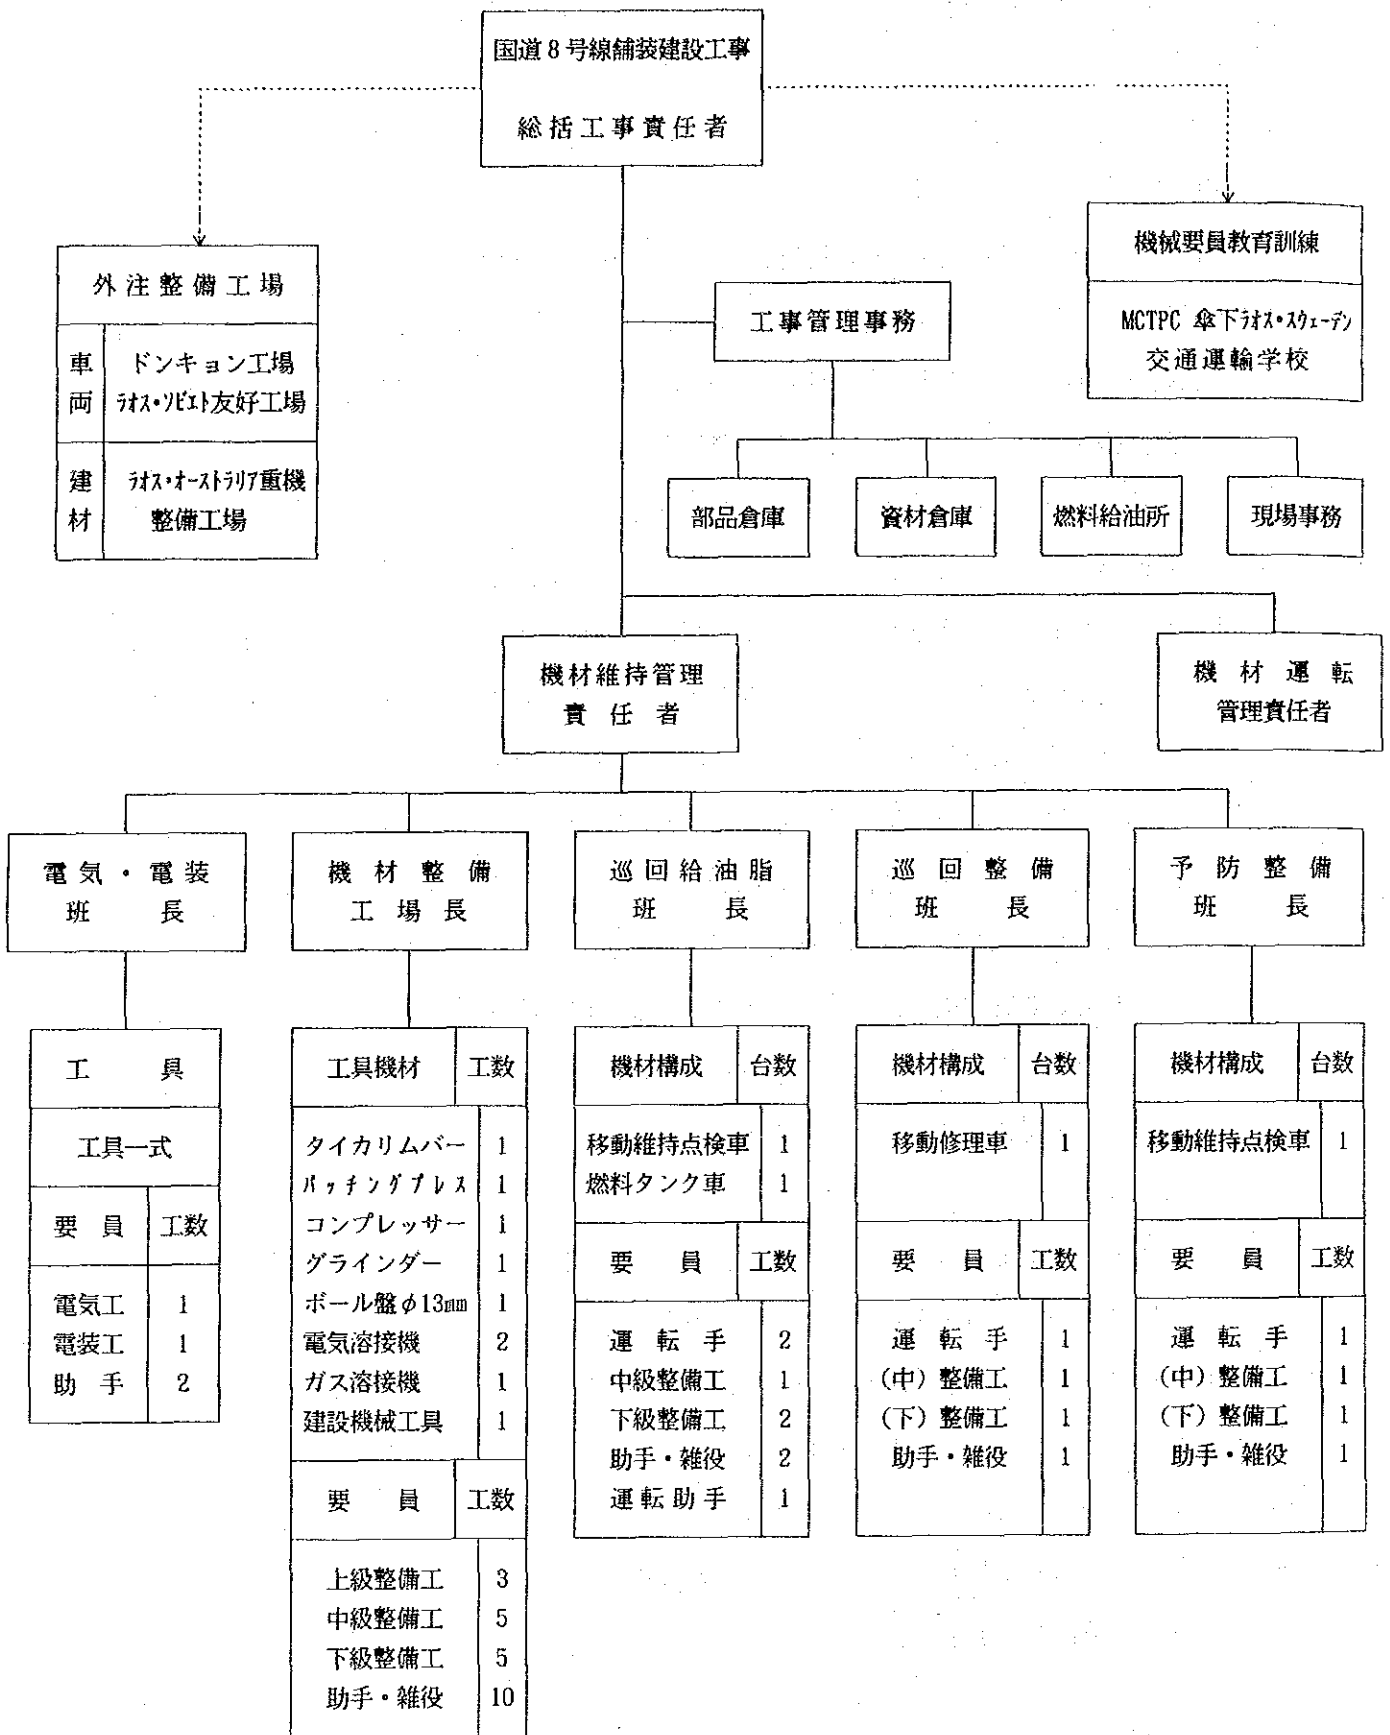 国道8号線舗装建設工事
総括工事責任者
外注整備工場
車両
ドンキョン工場
ラオス・ソビエト友好工場
建材
ラオス・オーストラリア重機
整備工場
機械要員教育訓練
MCTPC 傘下ラオス・スウェーデン
交通運輸学校
工事管理事務
部品倉庫
資材倉庫
燃料給油所
現場事務
機材維持管理
責任者
機材運転
管理責任者
電気・電装
班長
機材整備
工場長
巡回給油脂
班長
巡回整備
班長
予防整備
班長
工具
工具一式
要員 工数
電気工 1
電装工 1
助手 2
工具機材 工数
タイカリムバー 1
パッチングプレス 1
コンプレッサー 1
グラインダー 1
ボール盤φ13mm 1
電気溶接機 2
ガス溶接機 1
建設機械工具 1
要員 工数
上級整備工 3
中級整備工 5
下級整備工 5
助手・雑役 10
機材構成 台数
移動維持点検車 1
燃料タンク車 1
要員 工数
運転手 2
中級整備工 1
下級整備工 2
助手・雑役 2
運転助手 1
機材構成 台数
移動修理車 1
要員 工数
運転手 1
(中)整備工 1
(下)整備工 1
助手・雑役 1
機材構成 台数
移動維持点検車 1
要員 工数
運転手 1
(中)整備工 1
(下)整備工 1
助手・雑役 1